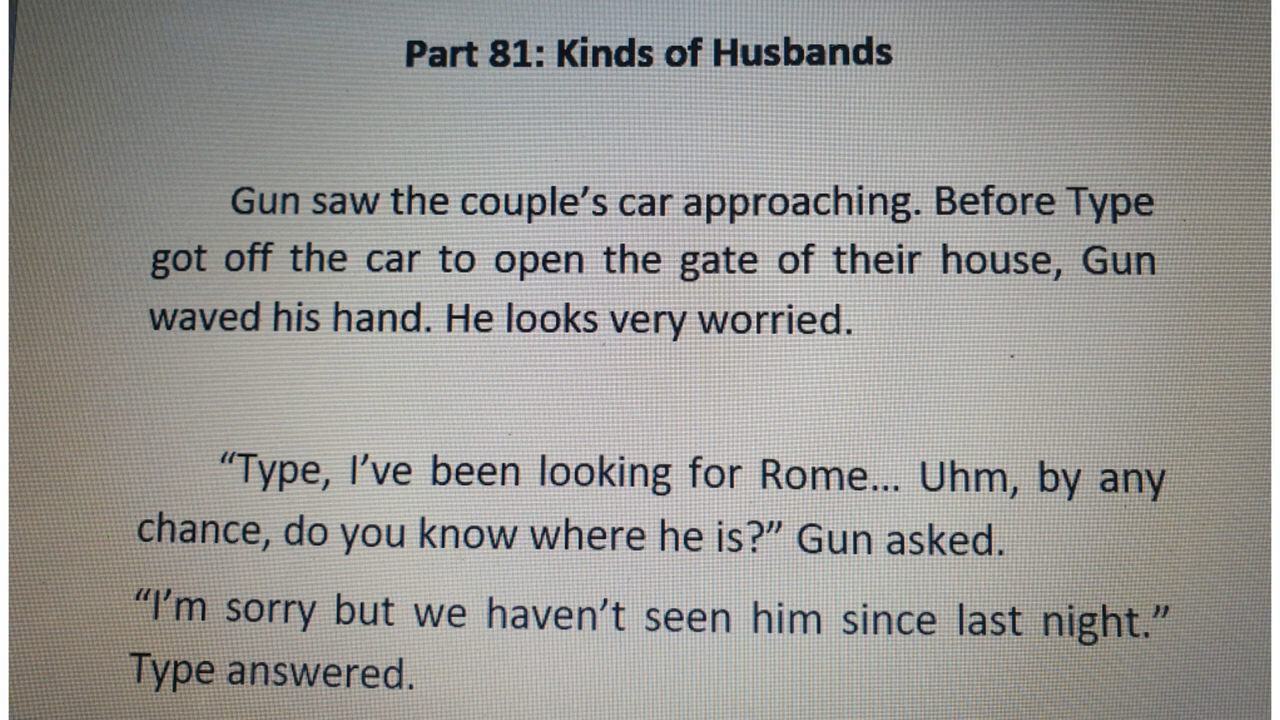 Part 81: Kinds of Husbands
Gun saw the couple’s car approaching. Before Type
got off the car to open the gate of their house, Gun
waved his hand. He looks very worried.
“Type, I’ve been looking for Rome... Uhm, by any
chance, do you know where he is?” Gun asked.
“I’m sorry but we haven’t seen him since last night.”
Type answered.